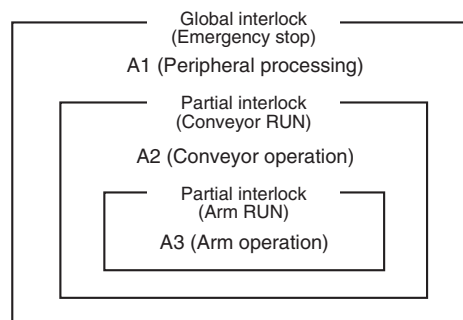 Global interlock
(Emergency stop)
A1 (Peripheral processing)
Partial interlock
(Conveyor RUN)
A2 (Conveyor operation)
Partial interlock
(Arm RUN)
A3 (Arm operation)